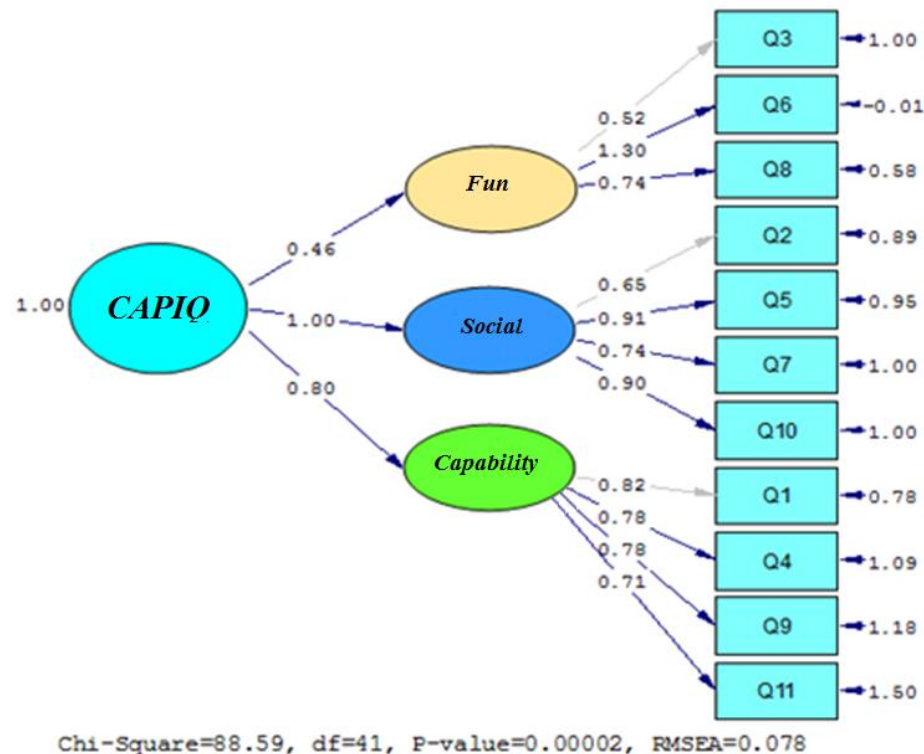 Q3
1.00
Q6
-0.01
0.52
1.30
Q8
0.58
Fun
0.74
Q2
0.89
0.46
0.65
Q5
0.95
1.00
CAPIQ
1.00
Social
0.91
0.74
Q7
1.00
0.90
0.80
Q10
1.00
Capability
0.82
Q1
0.78
0.78
0.78
Q4
1.09
0.71
Q9
1.18
Q11
1.50
Chi-Square=88.59, df=41, P-value=0.00002, RMSEA=0.078